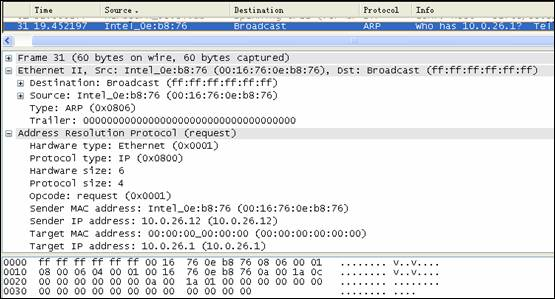 Time Source Destination Protocol Info
31 19.452197 Intel_0e:b8:76 Broadcast ARP Who has 10.0.26.1? Tel
Frame 31 (60 bytes on wire, 60 bytes captured)
Ethernet II, Src: Intel_0e:b8:76 (00:16:76:0e:b8:76), Dst: Broadcast (ff:ff:ff:ff:ff:ff)
Destination: Broadcast (ff:ff:ff:ff:ff:ff)
Source: Intel_0e:b8:76 (00:16:76:0e:b8:76)
Type: ARP (0x0806)
Trailer: 000000000000000000000000000000000000
Address Resolution Protocol (request)
Hardware type: Ethernet (0x0001)
Protocol type: IP (0x0800)
Hardware size: 6
Protocol size: 4
Opcode: request (0x0001)
Sender MAC address: Intel_0e:b8:76 (00:16:76:0e:b8:76)
Sender IP address: 10.0.26.12 (10.0.26.12)
Target MAC address: 00:00:00_00:00:00 (00:00:00:00:00:00)
Target IP address: 10.0.26.1 (10.0.26.1)
0000 ff ff ff ff ff ff 00 16 76 0e b8 76 08 06 00 01 ........ v..v....
0010 08 00 06 04 00 01 00 16 76 0e b8 76 0a 00 1a 0c ........ v..v....
0020 00 00 00 00 00 00 0a 00 1a 01 00 00 00 00 00 00 ........ ........
0030 00 00 00 00 00 00 00 00 00 00 00 00 ........ ....